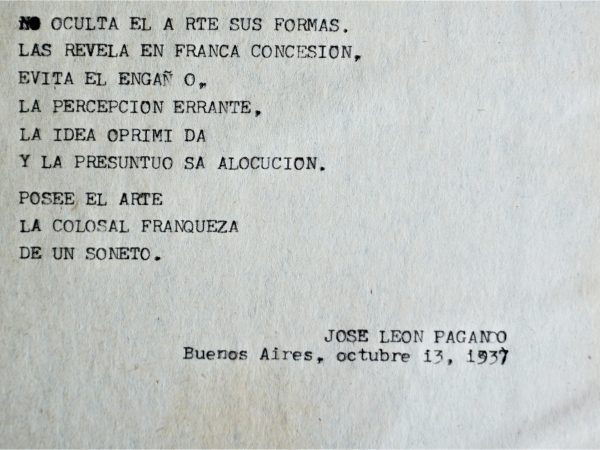 NO OCULTA EL A RTE SUS FORMAS.
LAS REVELA EN FRANCA CONCESION,
EVITA EL ENGAÑ O,
LA PERCEPCION ERRANTE,
LA IDEA OPRIMI DA
Y LA PRESUNTUO SA ALOCUCION.
POSEE EL ARTE
LA COLOSAL FRANQUEZA
DE UN SONETO.
JOSE LEON PAGANO
Buenos Aires, octubre 13, 1937